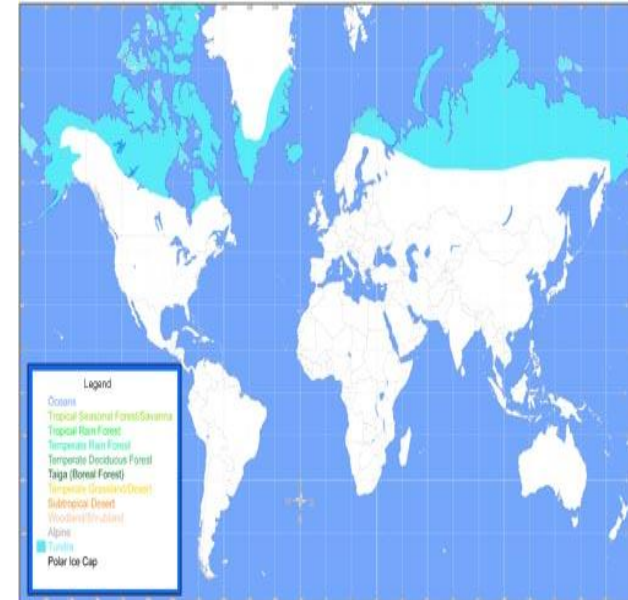 Legend
Oceans
Tropical Seasonal Forest/Savanna
Tropical Rain Forest
Temperate Rain Forest
Temperate Deciduous Forest
Taiga (Boreal Forest)
Temperate Grassland/Desert
Subtropical Desert
Woodland/Shrubland
Alpine
Tundra
Polar Ice Cap